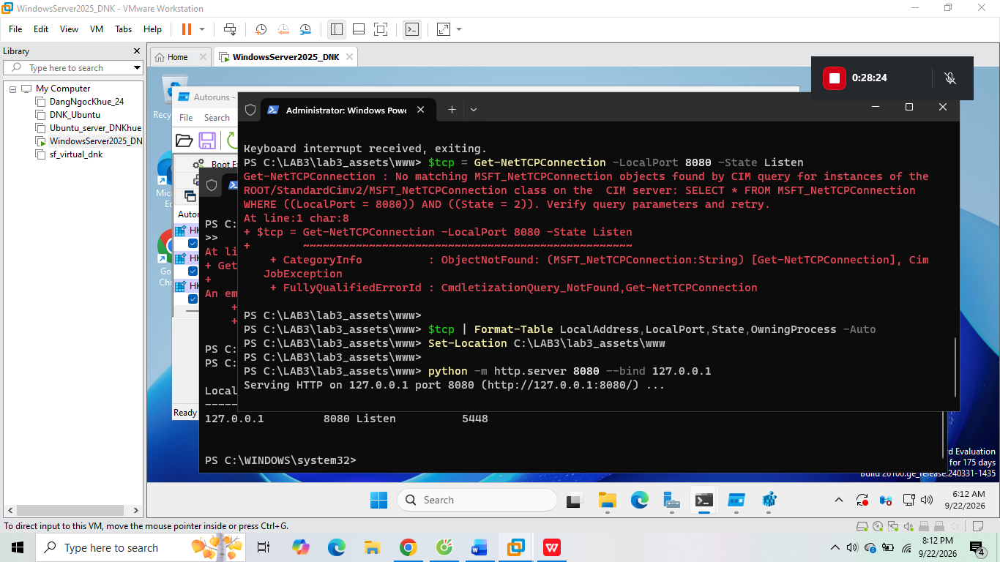 WindowsServer2025_DNK - VMware Workstation
File Edit View VM Tabs Help
Library
Type here to search
My Computer
DangNgocKhue_24
DNK_Ubuntu
Ubuntu_server_DNKhue
WindowsServer2025_DN
sf_virtual_dnk
Home
WindowsServer2025_DNK
0:28:24
Recy
Autoruns -
File Search
Boot Ex
Autor
HK
HK
HK
Ready
Mic
E
Go
Chr
Administrator: Windows Powe
Keyboard interrupt received, exiting.
PS C:\LAB3\lab3_assets\www> $tcp = Get-NetTCPConnection -LocalPort 8080 -State Listen
Get-NetTCPConnection : No matching MSFT_NetTCPConnection objects found by CIM query for instances of the
ROOT/StandardCimv2/MSFT_NetTCPConnection class on the  CIM server: SELECT * FROM MSFT_NetTCPConnection
WHERE ((LocalPort = 8080)) AND ((State = 2)). Verify query parameters and retry.
At line:1 char:8
+ $tcp = Get-NetTCPConnection -LocalPort 8080 -State Listen
+        ~~~~~~~~~~~~~~~~~~~~~~~~~~~~~~~~~~~~~~~~~~~~~~~~~~
+ CategoryInfo          : ObjectNotFound: (MSFT_NetTCPConnection:String) [Get-NetTCPConnection], Cim
JobException
+ FullyQualifiedErrorId : CmdletizationQuery_NotFound,Get-NetTCPConnection
PS C:\LAB3\lab3_assets\www>
PS C:\LAB3\lab3_assets\www> $tcp | Format-Table LocalAddress,LocalPort,State,OwningProcess -Auto
PS C:\LAB3\lab3_assets\www> Set-Location C:\LAB3\lab3_assets\www
PS C:\LAB3\lab3_assets\www>
PS C:\LAB3\lab3_assets\www> python -m http.server 8080 --bind 127.0.0.1
Serving HTTP on 127.0.0.1 port 8080 (http://127.0.0.1:8080/) ...
PS C:
>>
At li
+ Get
+
An em
+
+
PS C:
PS C:
Local
-----
127.0.0.1         8080 Listen          5448
PS C:\WINDOWS\system32>
rd Evaluation
for 175 days
Build 26100.ge_release.240331-1435
Search
6:12 AM
9/22/2026
To direct input to this VM, move the mouse pointer inside or press Ctrl+G.
Type here to search
8:12 PM
9/22/2026
4